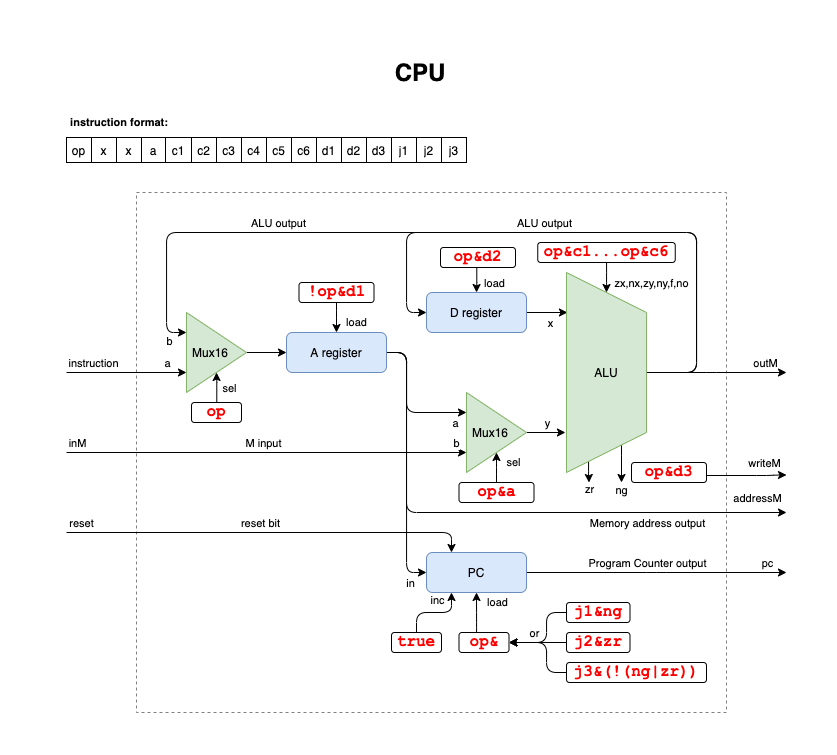 CPU
instruction format:
op x x a c1 c2 c3 c4 c5 c6 d1 d2 d3 j1 j2 j3
ALU output
ALU output
op&d2
op&c1...op&c6
load
zx,nx,zy,ny,f,no
!op&d1
load
D register
x
b
Mux16
A register
instruction
a
ALU
outM
sel
op
a
Mux16
y
inM
M input
b
sel
op&d3
writeM
op&a
zr
ng
addressM
reset
reset bit
Memory address output
PC
Program Counter output
pc
in
inc
load
j1&ng
true
op&
or
j2&zr
j3&(!(ng|zr))